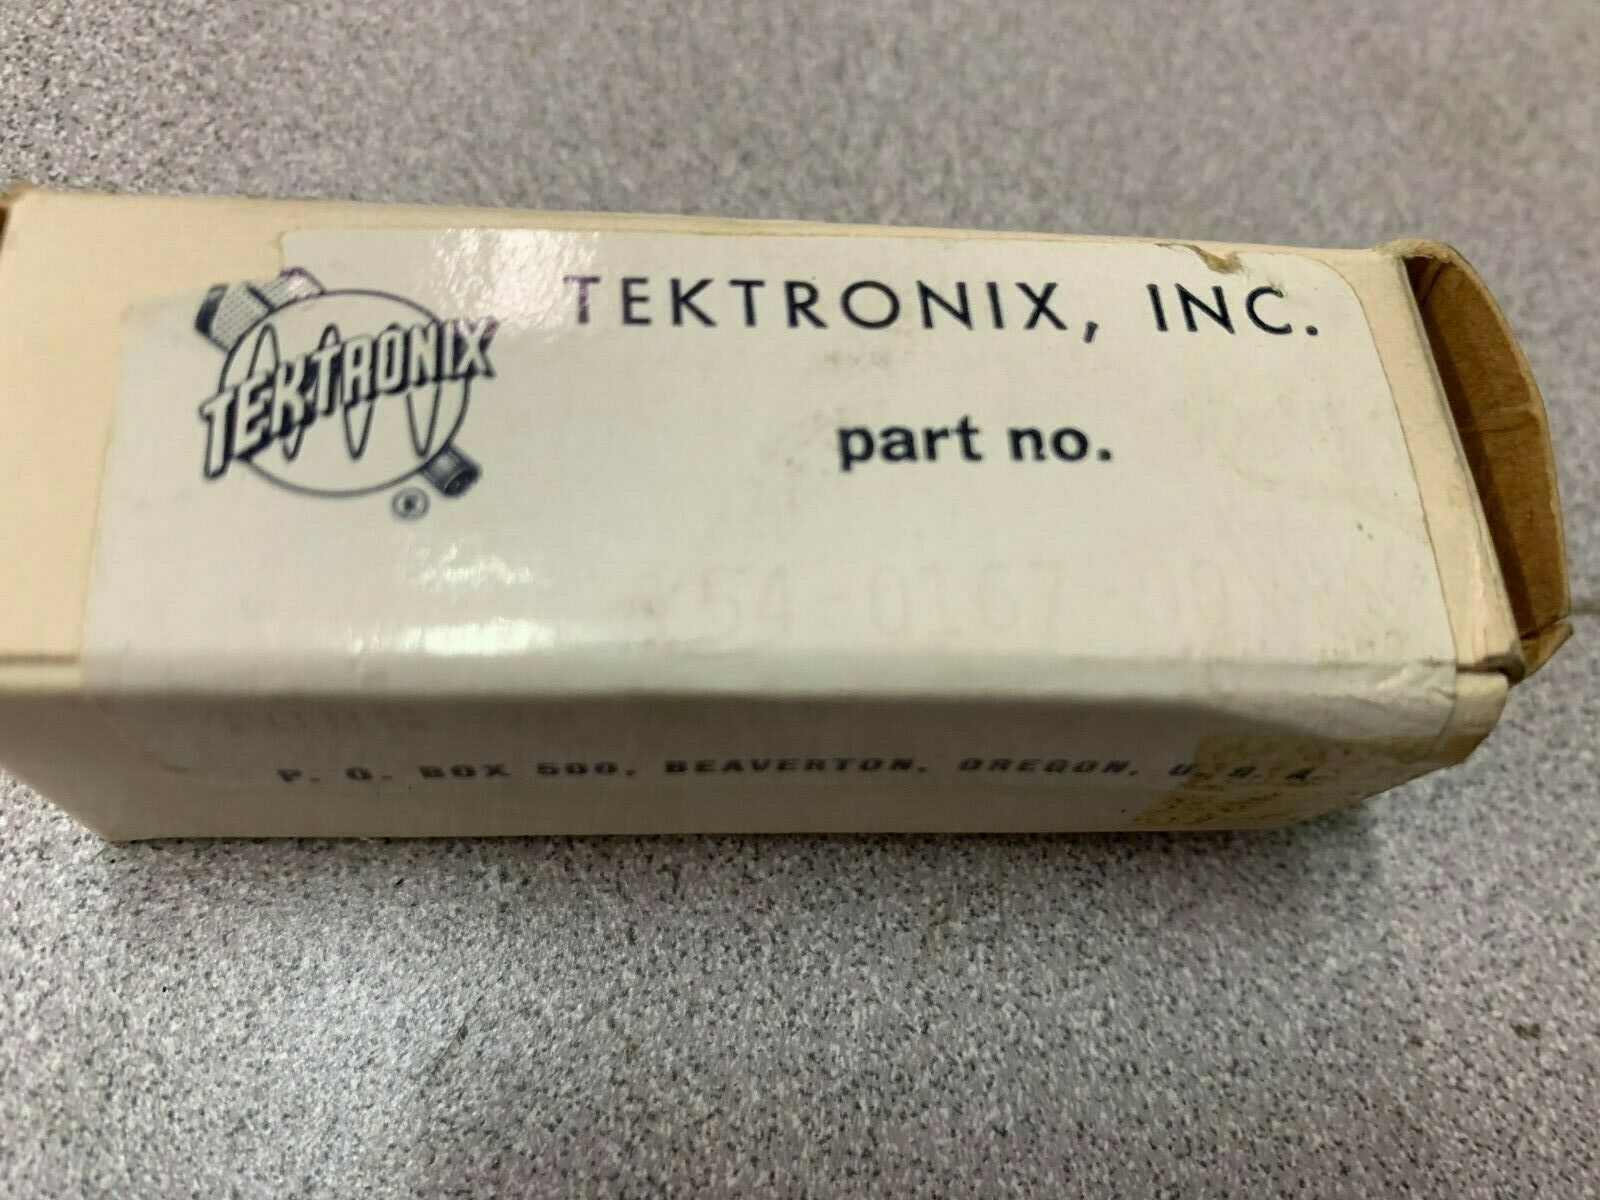 TEKTRONIX
®
TEKTRONIX, INC.
part no.
P. O. BOX 500, BEAVERTON, OREGON, U. S. A.